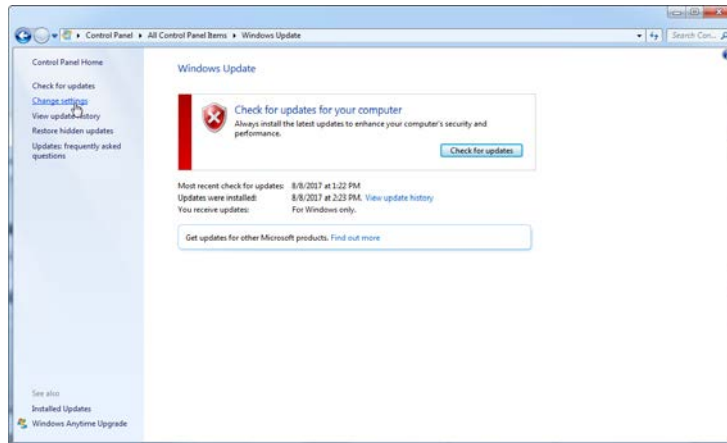 Control Panel ▸ All Control Panel Items ▸ Windows Update
Search Con...
Control Panel Home
Check for updates
Change settings
View update history
Restore hidden updates
Updates: frequently asked
questions
Windows Update
Check for updates for your computer
Always install the latest updates to enhance your computer's security and
performance.
Check for updates
Most recent check for updates: 8/8/2017 at 1:22 PM
Updates were installed: 8/8/2017 at 2:23 PM. View update history
You receive updates: For Windows only.
Get updates for other Microsoft products. Find out more
See also
Installed Updates
Windows Anytime Upgrade